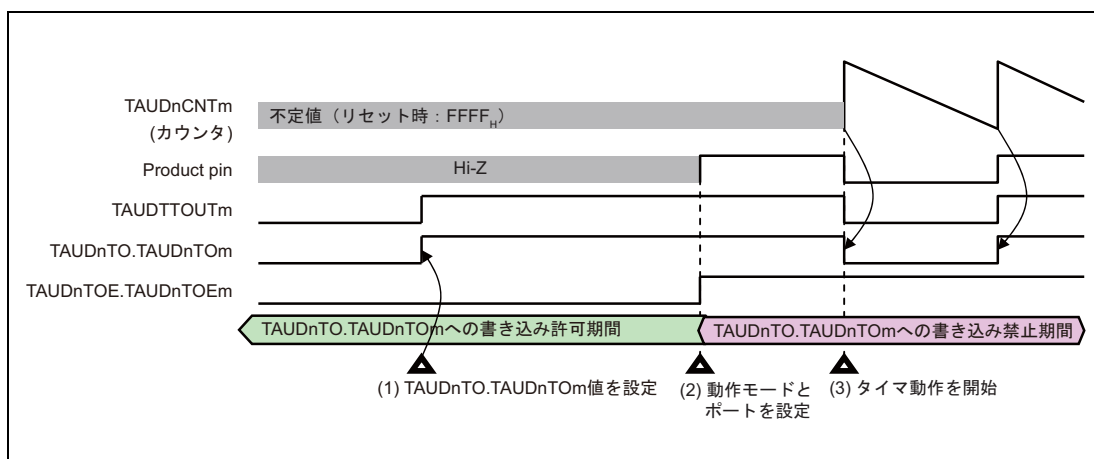 TAUDnCNTm
(カウンタ)
不定値（リセット時：FFFFH）
Product pin
Hi-Z
TAUDTTOUTm
TAUDnTO.TAUDnTOm
TAUDnTOE.TAUDnTOEm
TAUDnTO.TAUDnTOmへの書き込み許可期間
TAUDnTO.TAUDnTOmへの書き込み禁止期間
(1) TAUDnTO.TAUDnTOm値を設定
(2) 動作モードと
ポートを設定
(3) タイマ動作を開始